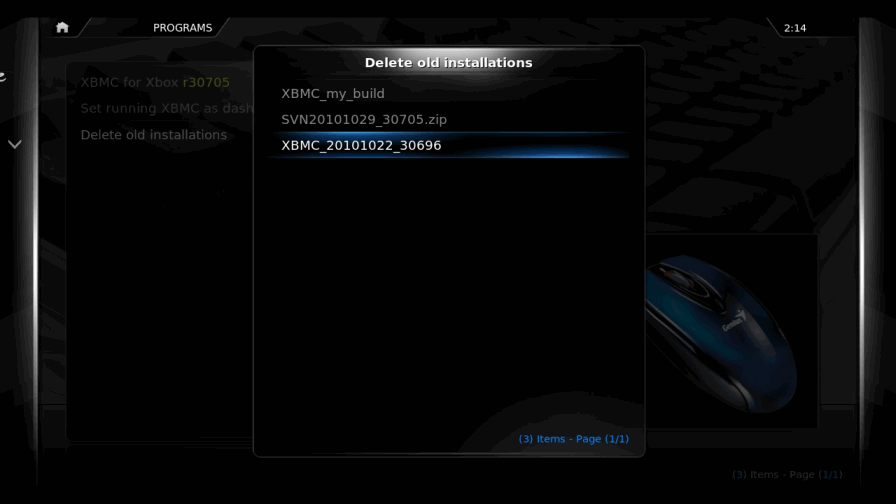 PROGRAMS
2:14
XBMC for Xbox r30705
Set running XBMC as dash
Delete old installations
Delete old installations
XBMC_my_build
SVN20101029_30705.zip
XBMC_20101022_30696
(3) Items - Page (1/1)
Genius
(3) Items - Page (1/1)